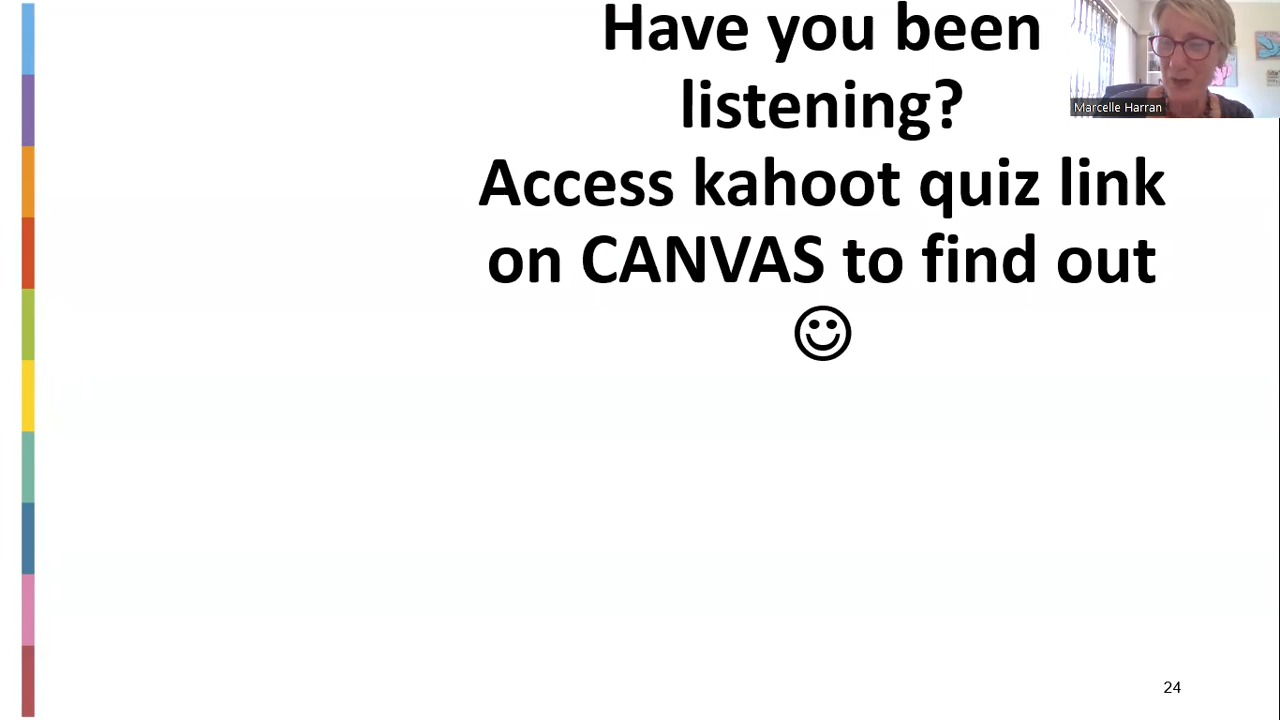 Have you been
listening?
Access kahoot quiz link
on CANVAS to find out
☺
Marcelle Harran
24